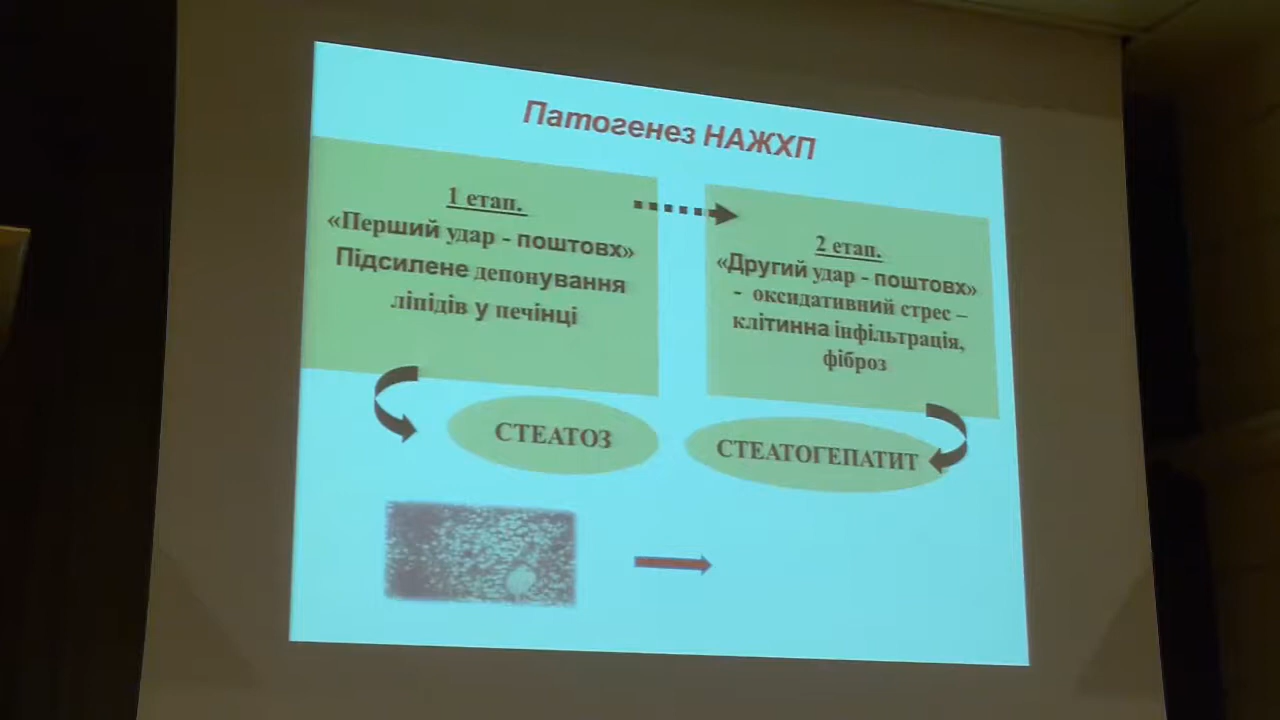 Патогенез НАЖХП
1 етап.
«Перший удар - поштовх»
Підсилене депонування
ліпідів у печінці
2 етап.
«Другий удар - поштовх»
- оксидативний стрес –
клітинна інфільтрація,
фіброз
СТЕАТОЗ
СТЕАТОГЕПАТИТ